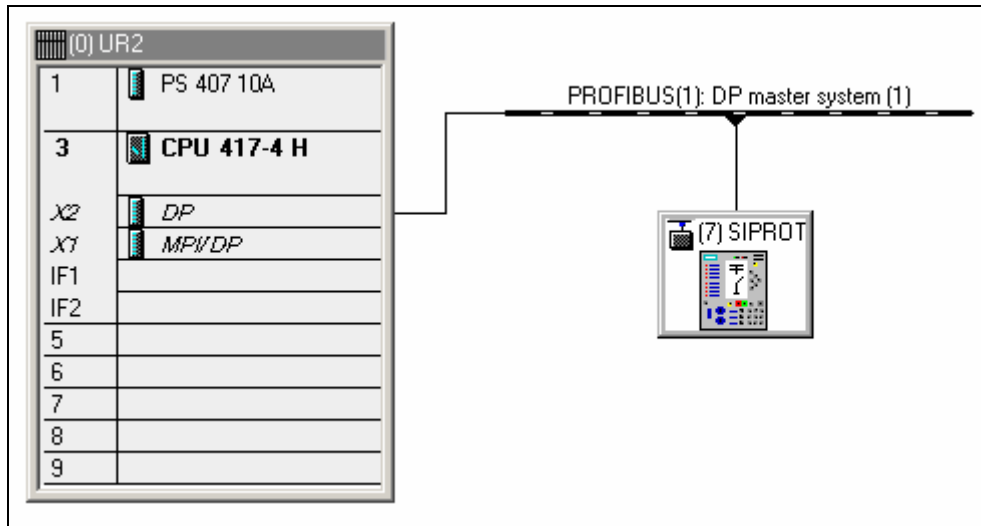 (0) UR2
1 PS 407 10A
3 CPU 417-4 H
X2 DP
X1 MPI/DP
IF1
IF2
5
6
7
8
9
PROFIBUS(1): DP master system (1)
(7) SIPROT